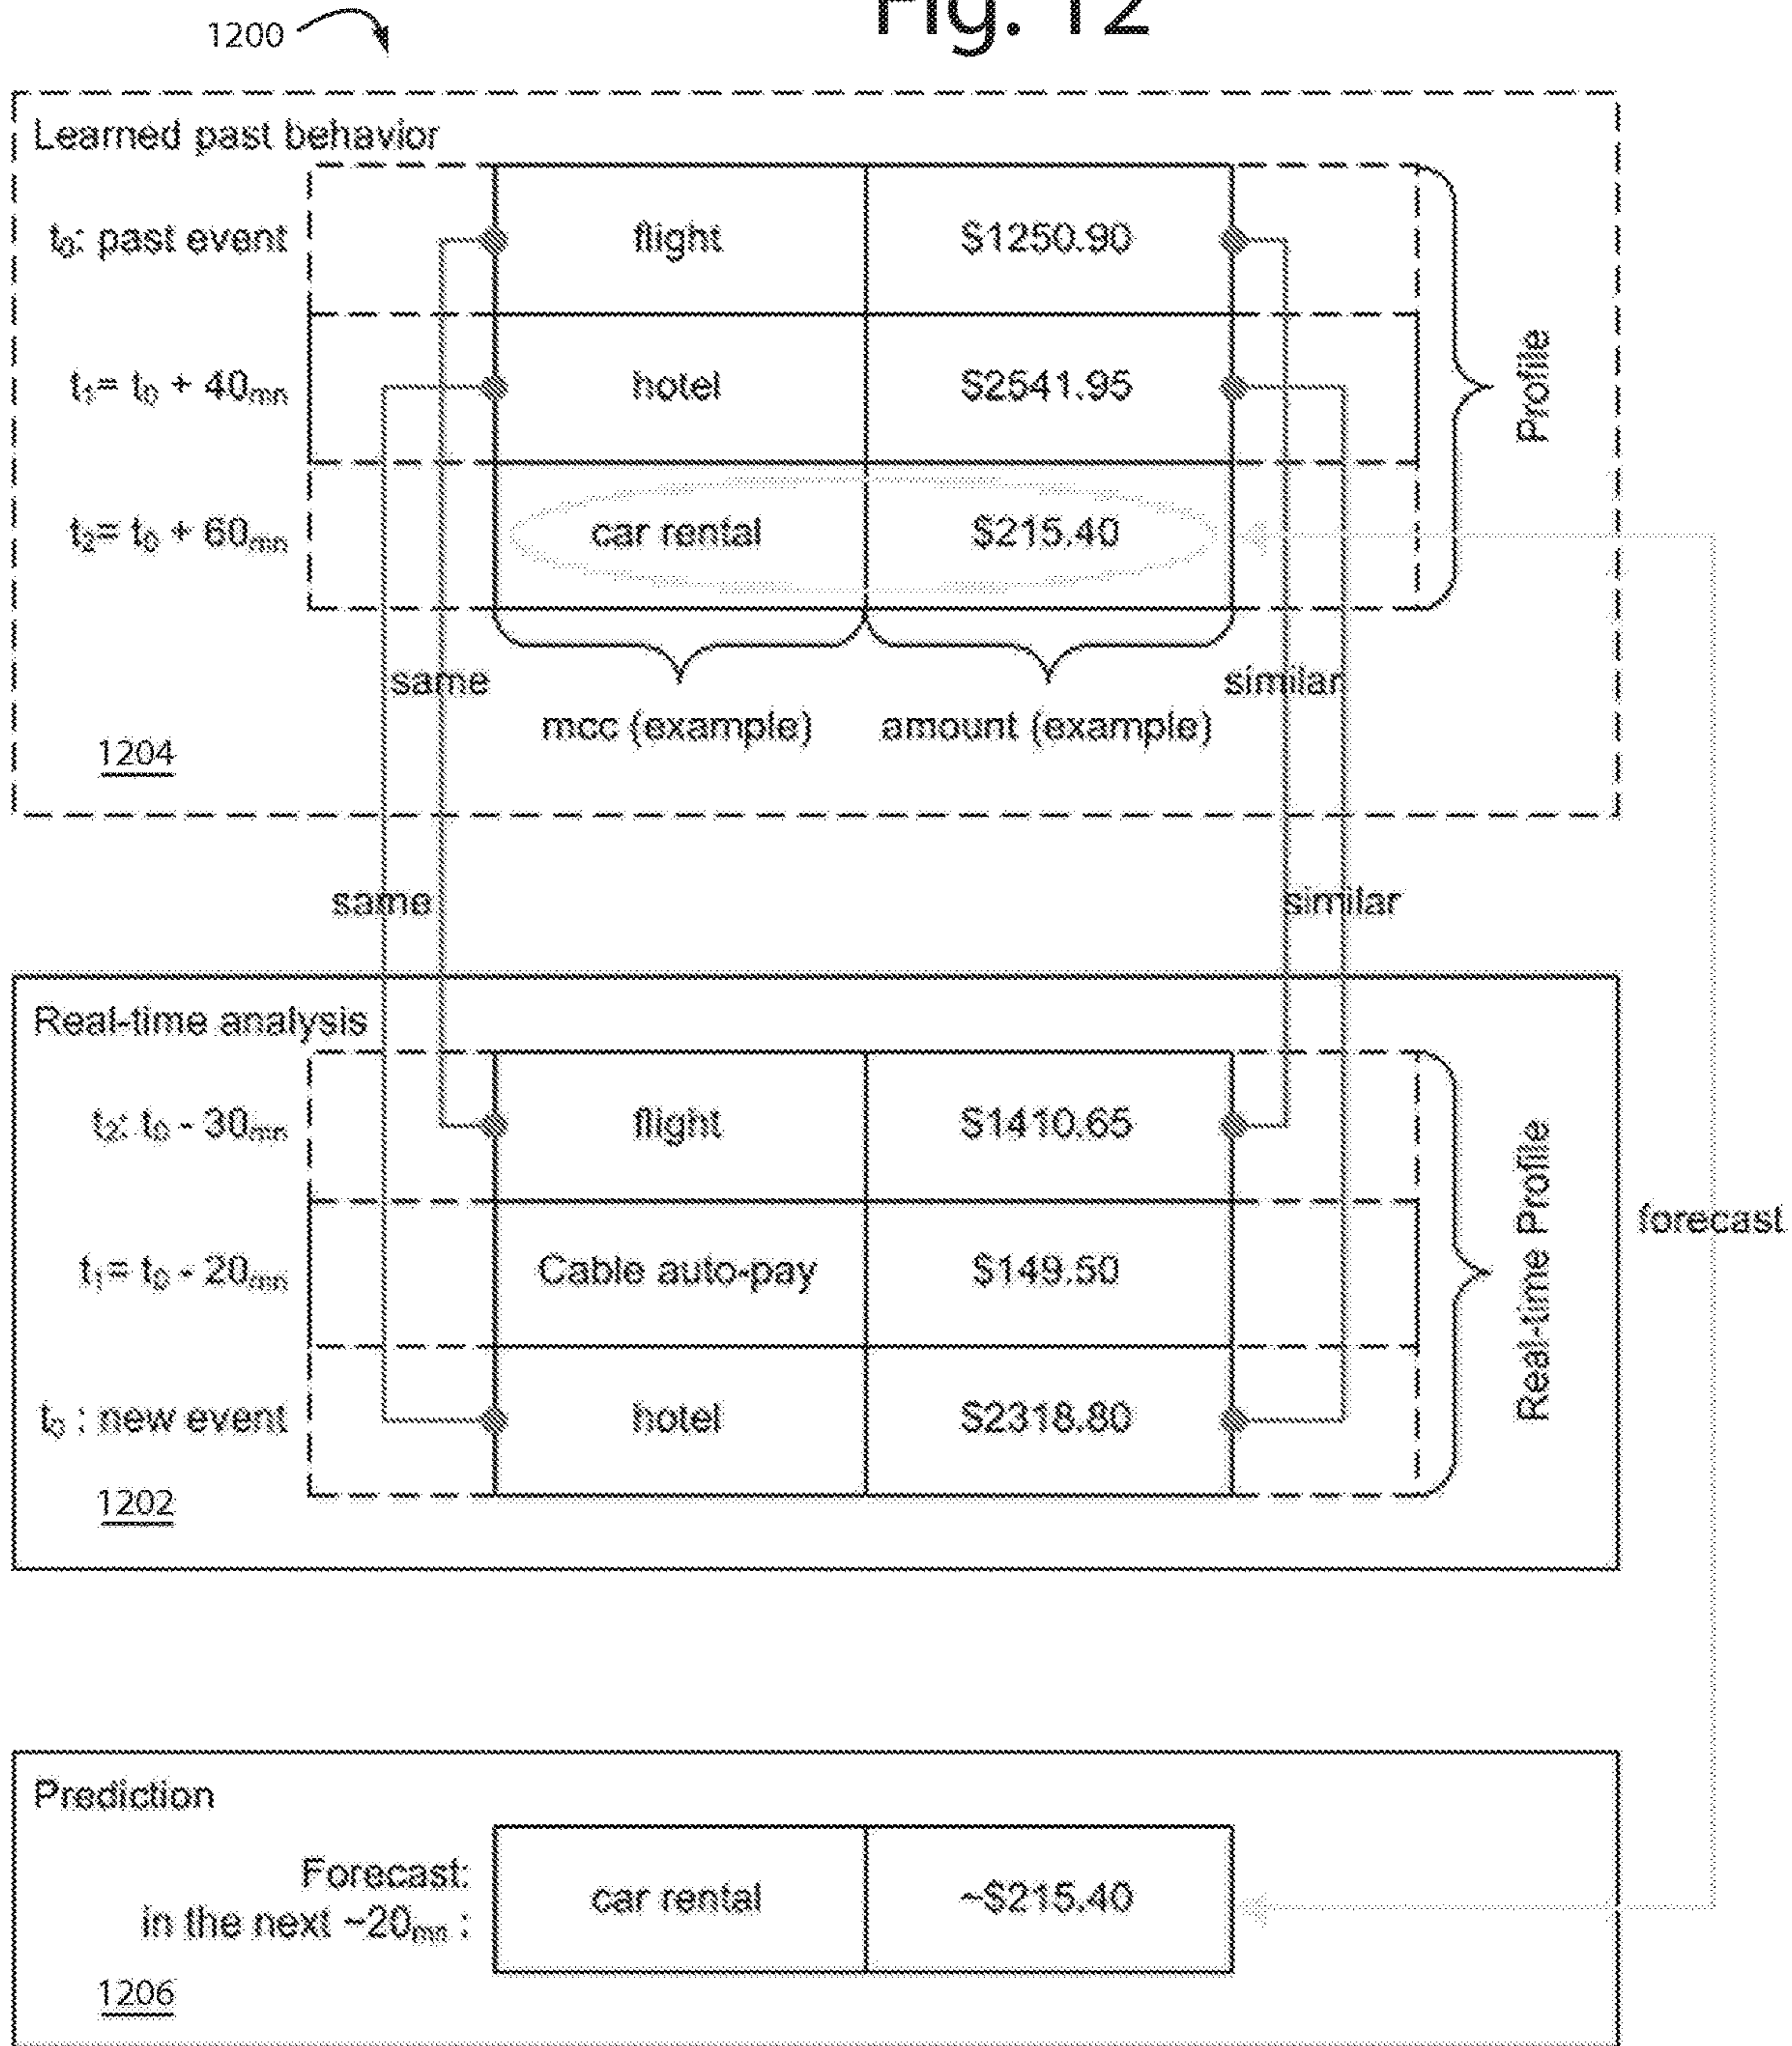 Fig. 12
1200
Learned past behavior
t0: past event flight $1250.90
t1= t0 + 40mn hotel $2541.95
t2= t0 + 60mn car rental $215.40
Profile
same similar
mcc (example) amount (example)
1204
same similar
Real-time analysis
t2: t0 - 30mn flight $1410.65
t1= t0 - 20mn Cable auto-pay $149.50
t0 : new event hotel $2318.80
Real-time Profile
forecast
1202
Prediction
Forecast:
in the next ~20mn : car rental ~$215.40
1206